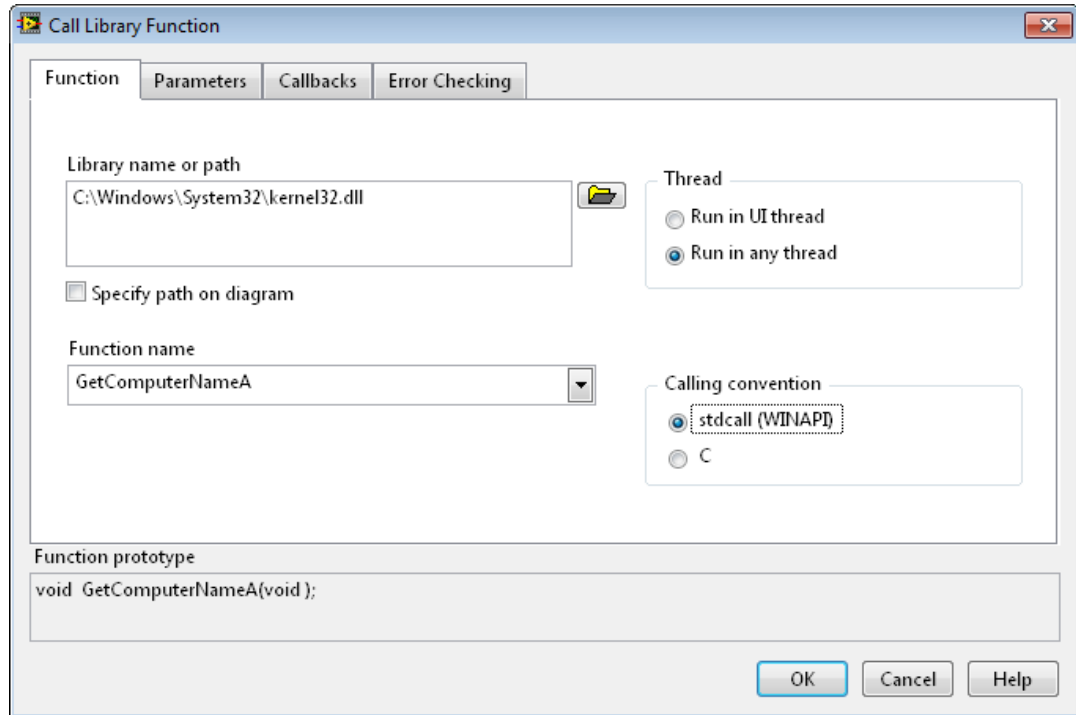 Call Library Function
Function
Parameters
Callbacks
Error Checking
Library name or path
C:\Windows\System32\kernel32.dll
Specify path on diagram
Function name
GetComputerNameA
Thread
Run in UI thread
Run in any thread
Calling convention
stdcall (WINAPI)
C
Function prototype
void  GetComputerNameA(void );
OK
Cancel
Help